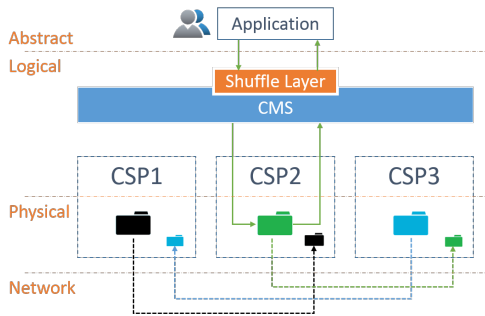 Abstract
Application
Logical
Shuffle Layer
CMS
CSP1
CSP2
CSP3
Physical
Network